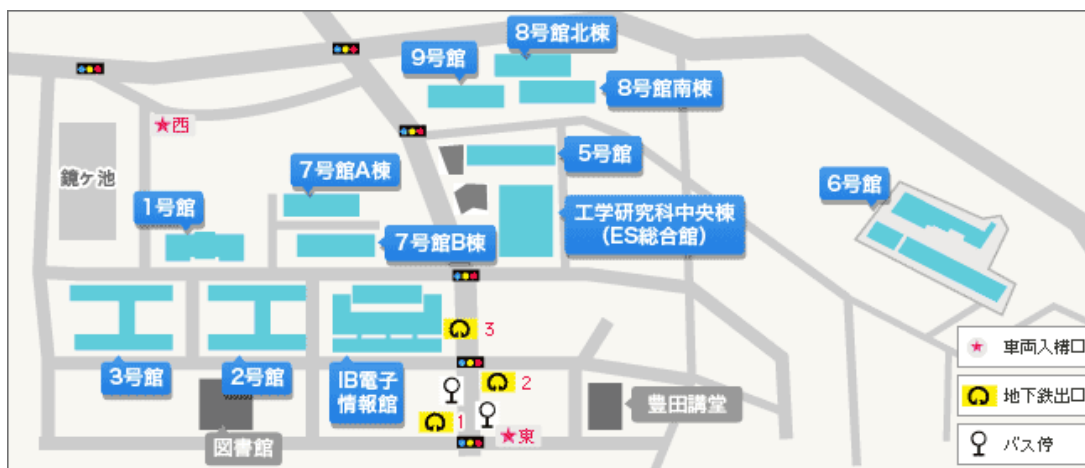 8号館北棟
9号館
8号館南棟
★西
5号館
鏡ヶ池
7号館A棟
6号館
1号館
工学研究科中央棟
(ES総合館)
7号館B棟
3
車両入構口
3号館
2号館
IB電子
情報館
2
地下鉄出口
豊田講堂
1
★東
図書館
バス停